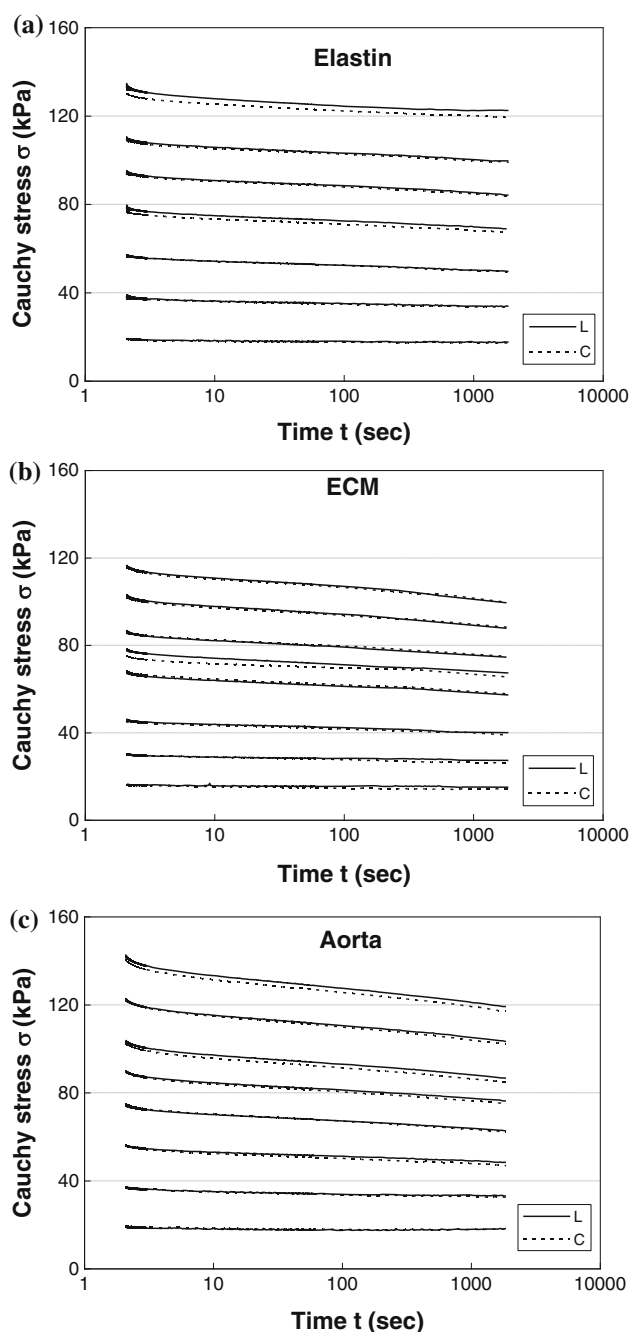 (a)
160
Elastin
120
80
40
0
Cauchy stress σ (kPa)
L
C
1 10 100 1000 10000
Time t (sec)
(b)
160
ECM
120
80
40
0
Cauchy stress σ (kPa)
L
C
1 10 100 1000 10000
Time t (sec)
(c)
160
Aorta
120
80
40
0
Cauchy stress σ (kPa)
L
C
1 10 100 1000 10000
Time t (sec)